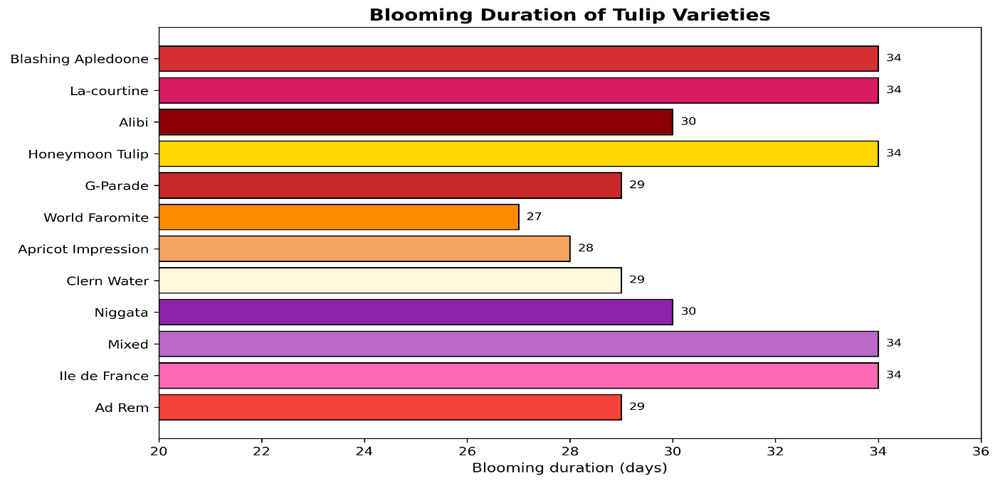 Blooming Duration of Tulip Varieties
Blashing Apledoone 34
La-courtine 34
Alibi 30
Honeymoon Tulip 34
G-Parade 29
World Faromite 27
Apricot Impression 28
Clern Water 29
Niggata 30
Mixed 34
Ile de France 34
Ad Rem 29
20 22 24 26 28 30 32 34 36
Blooming duration (days)